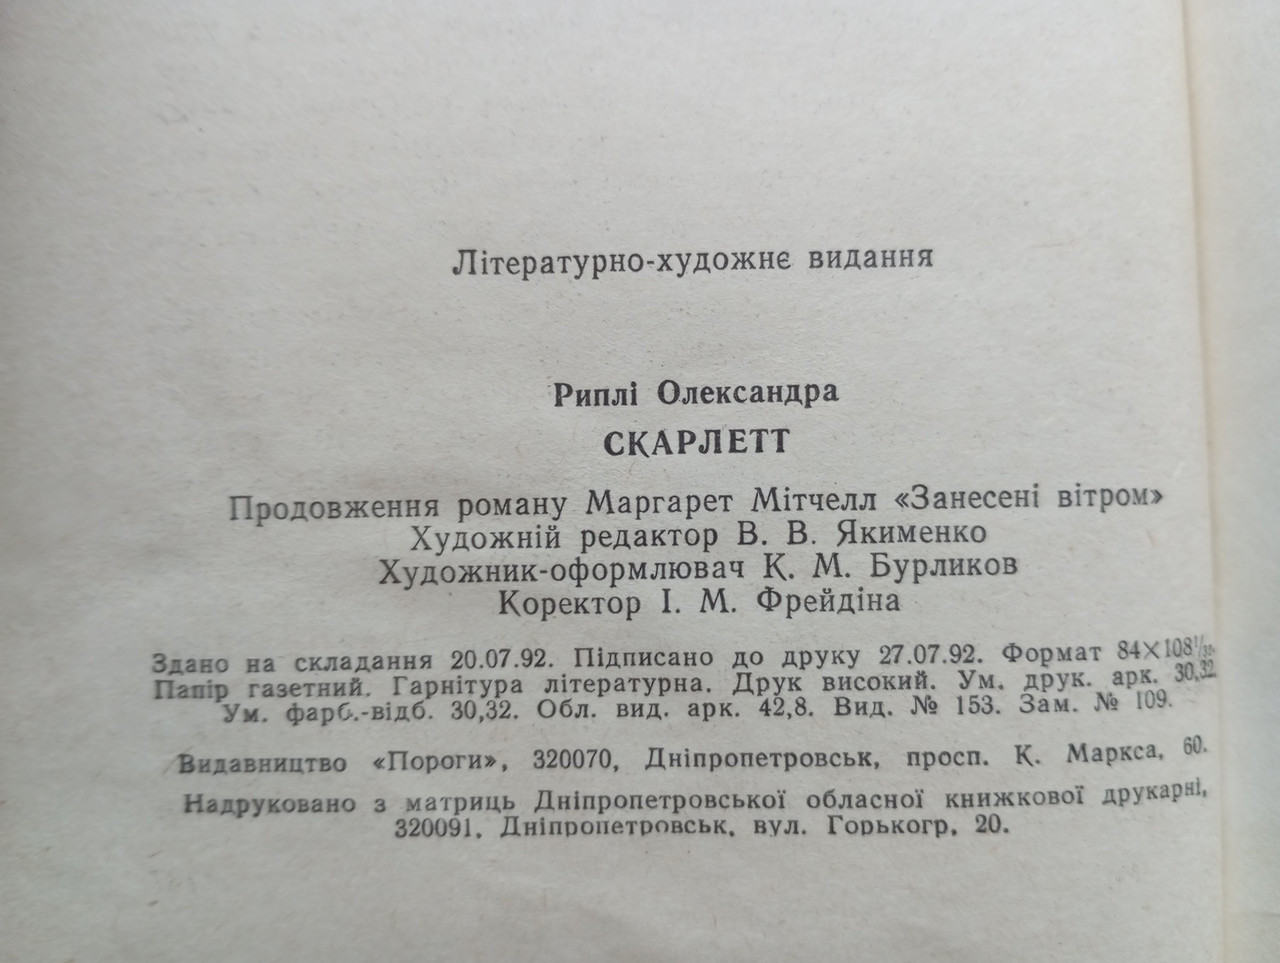 Літературно-художнє видання
Риплі Олександра
СКАРЛЕТТ
Продовження роману Маргарет Мітчелл «Занесені вітром»
Художній редактор В. В. Якименко
Художник-оформлювач К. М. Бурликов
Коректор І. М. Фрейдіна
Здано на складання 20.07.92. Підписано до друку 27.07.92. Формат 84×108¹/₃₂.
Папір газетний. Гарнітура літературна. Друк високий. Ум. друк. арк. 30,32.
Ум. фарб.-відб. 30,32. Обл. вид. арк. 42,8. Вид. № 153. Зам. № 109.
Видавництво «Пороги», 320070, Дніпропетровськ, просп. К. Маркса, 60.
Надруковано з матриць Дніпропетровської обласної книжкової друкарні,
320091, Дніпропетровськ, вул. Горькогр, 20.